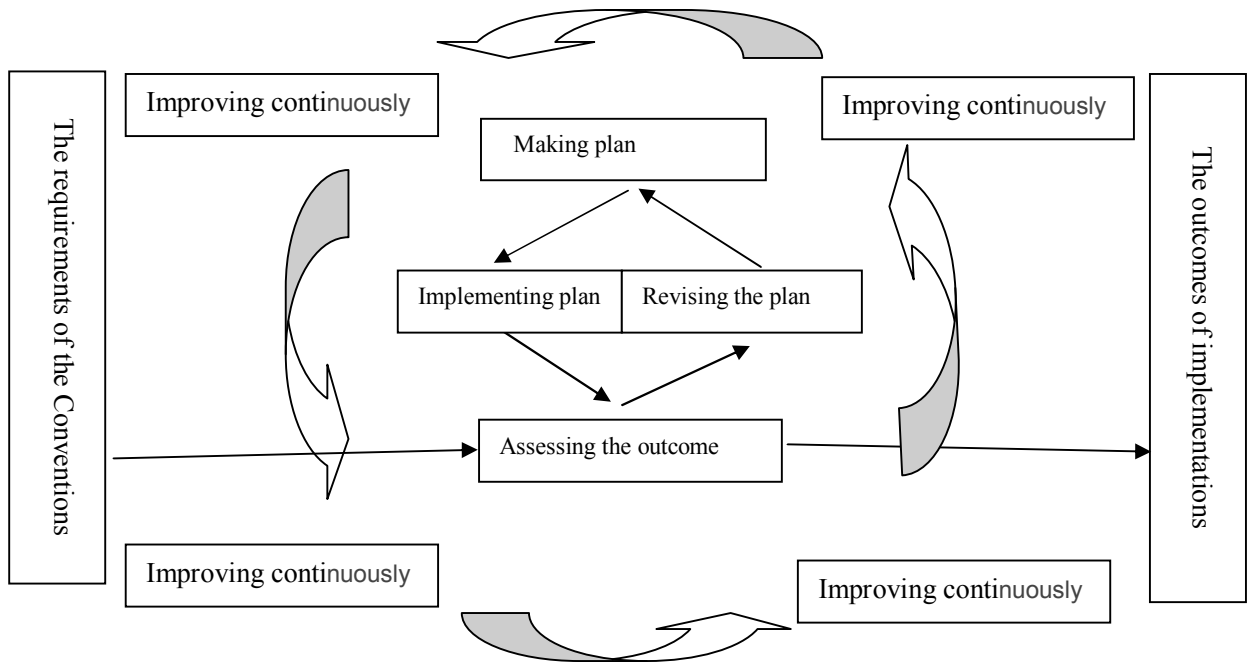 The requirements of the Conventions
Improving continuously
Improving continuously
Making plan
Implementing plan
Revising the plan
Assessing the outcome
Improving continuously
Improving continuously
The outcomes of implementations